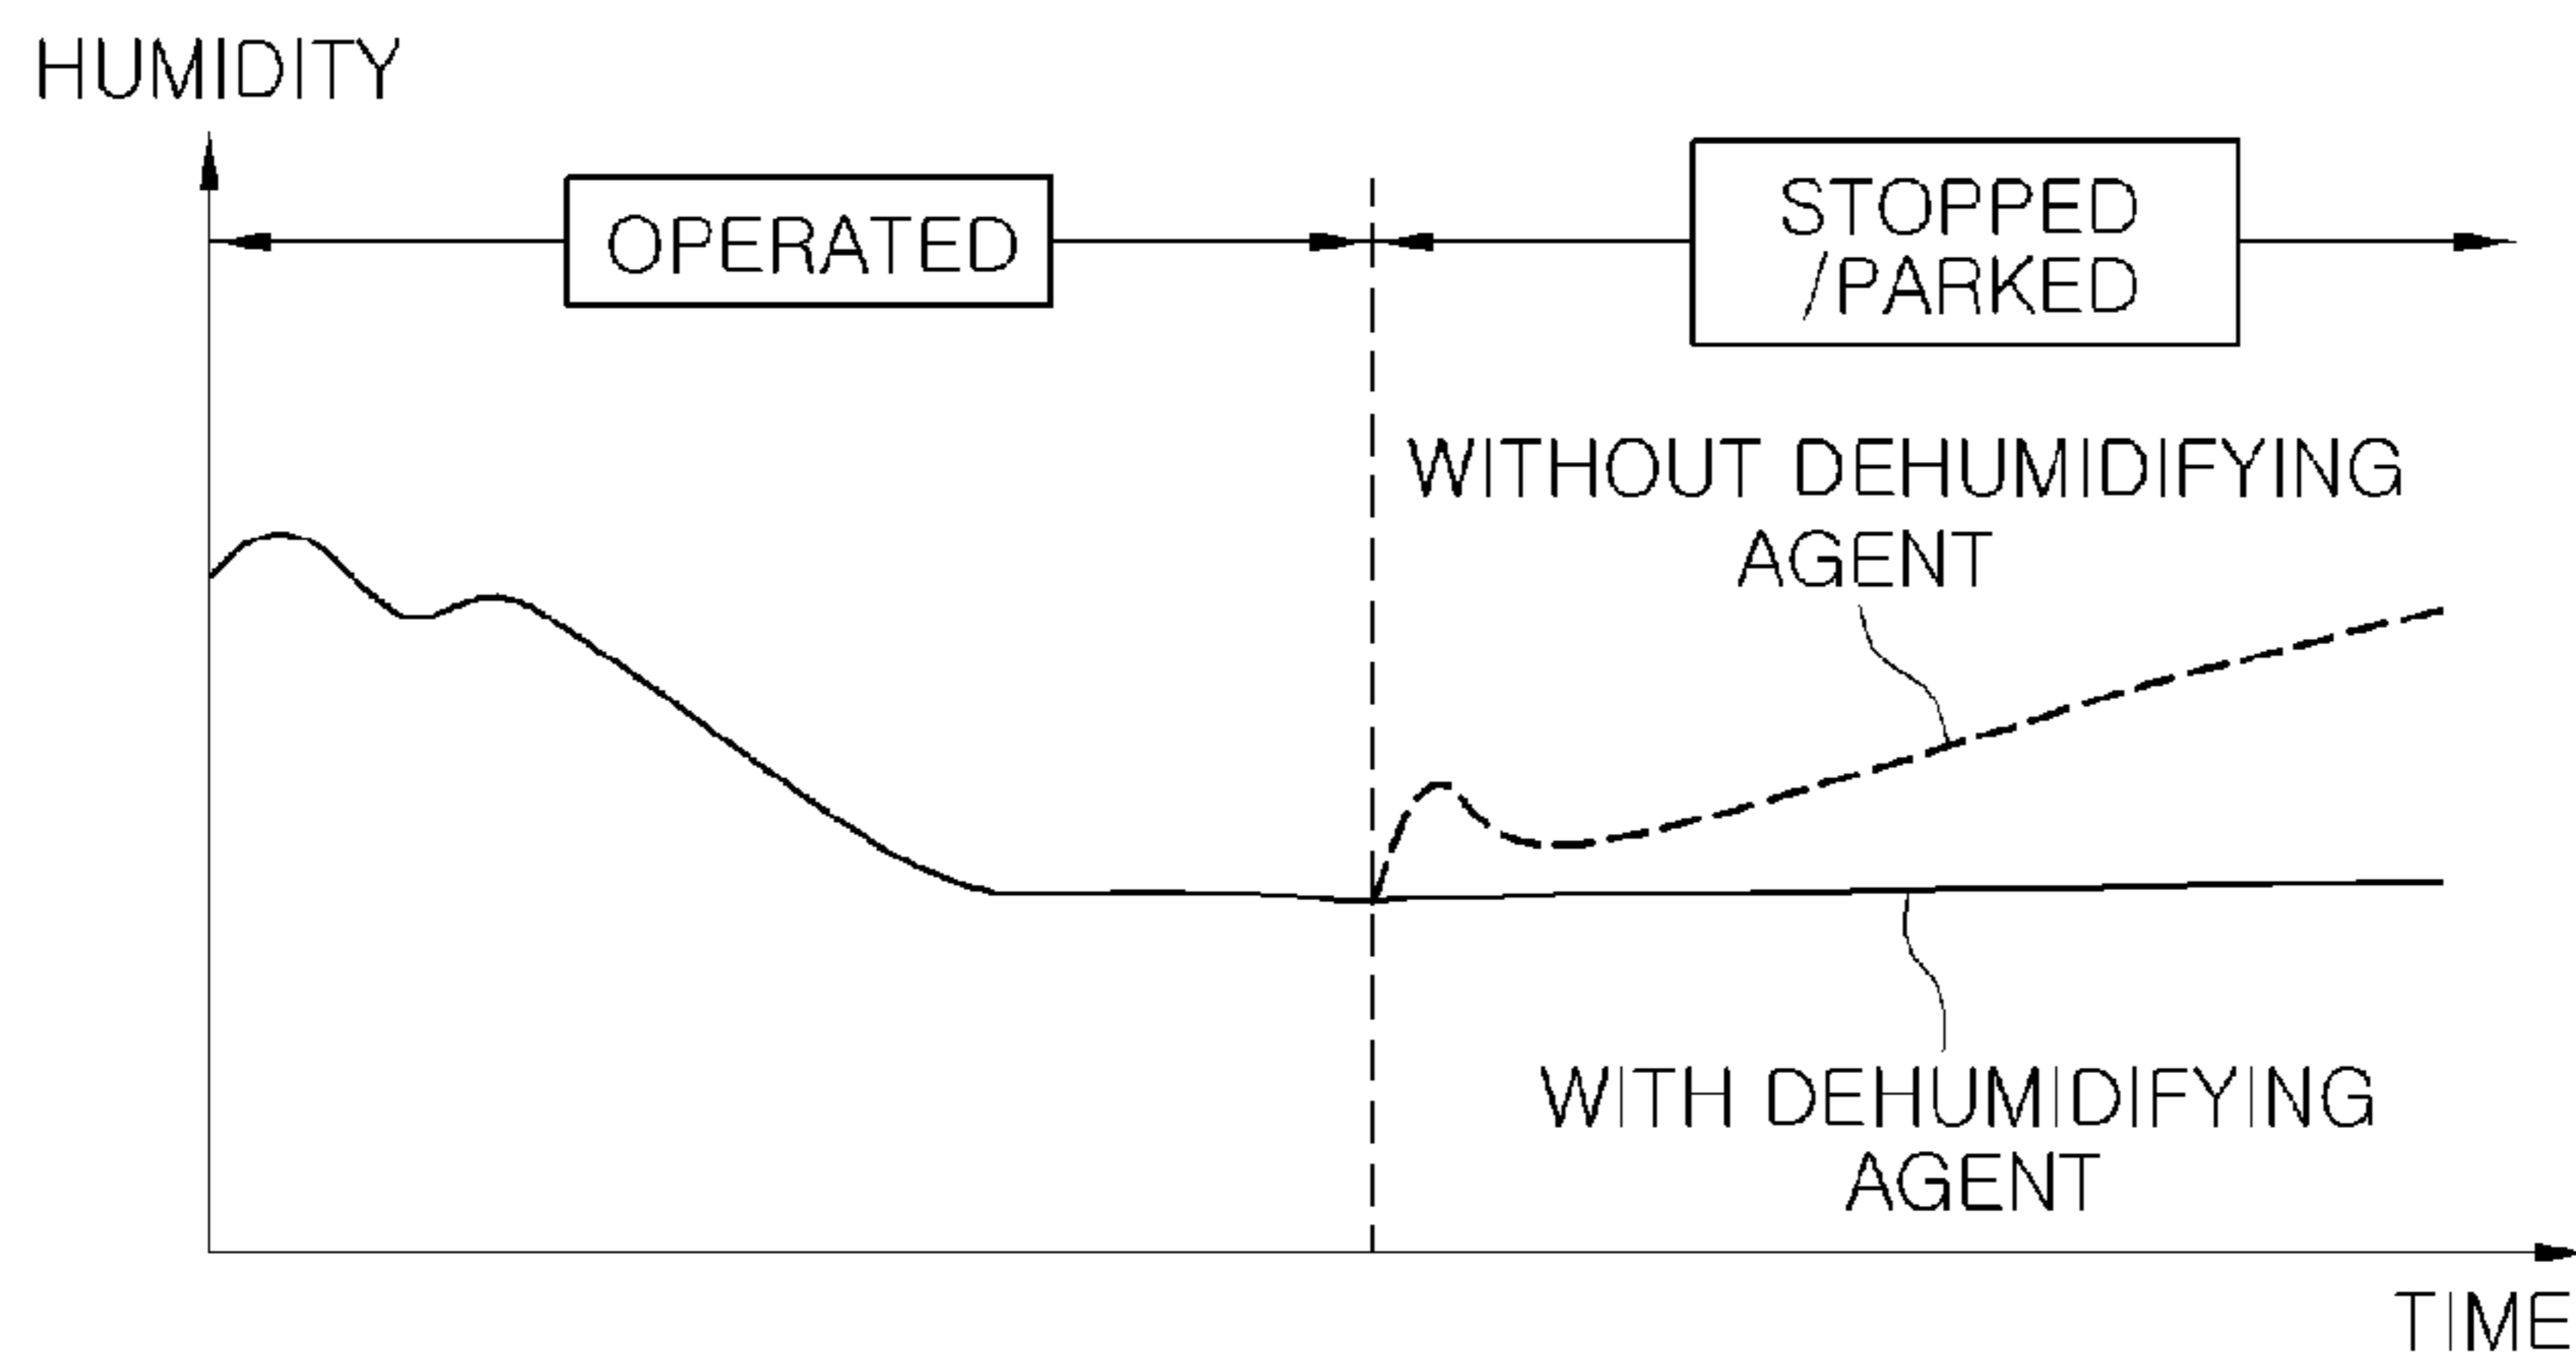 HUMIDITY
OPERATED
STOPPED
/PARKED
WITHOUT DEHUMIDIFYING
AGENT
WITH DEHUMIDIFYING
AGENT
TIME